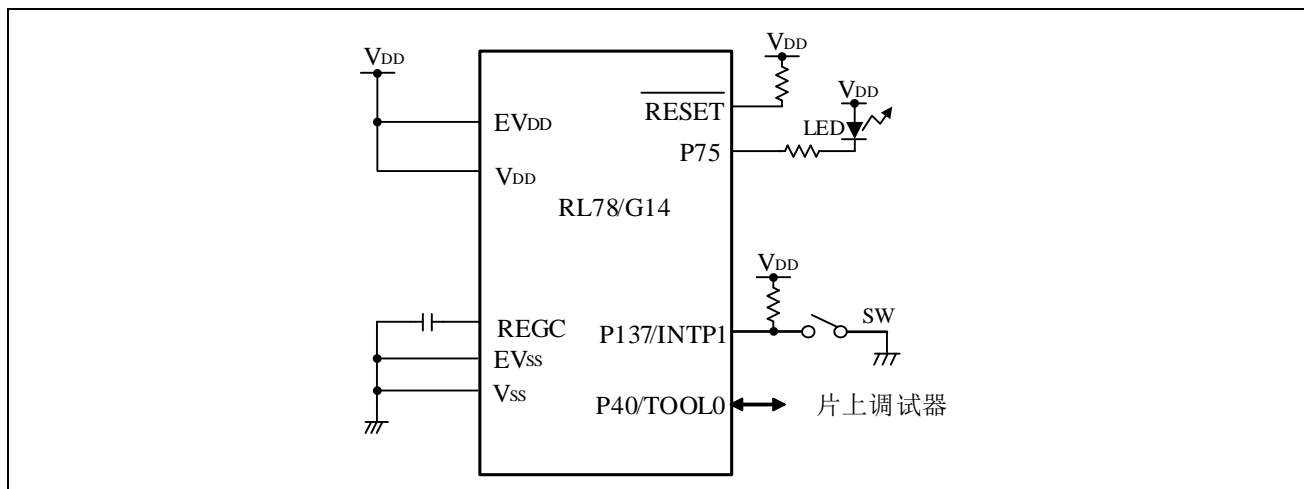 VDD
VDD
VDD
RESET
EVDD
LED
P75
VDD
RL78/G14
VDD
REGC
P137/INTP1
SW
EVSS
VSS
P40/TOOL0
片上调试器